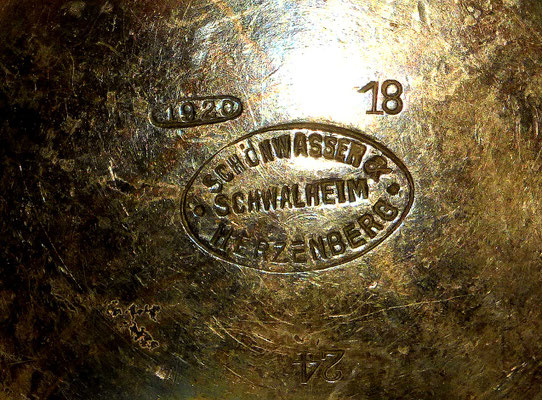 1920
18
SCHÖNWASSER &
SCHWALHEIM
HERZENBERG
24